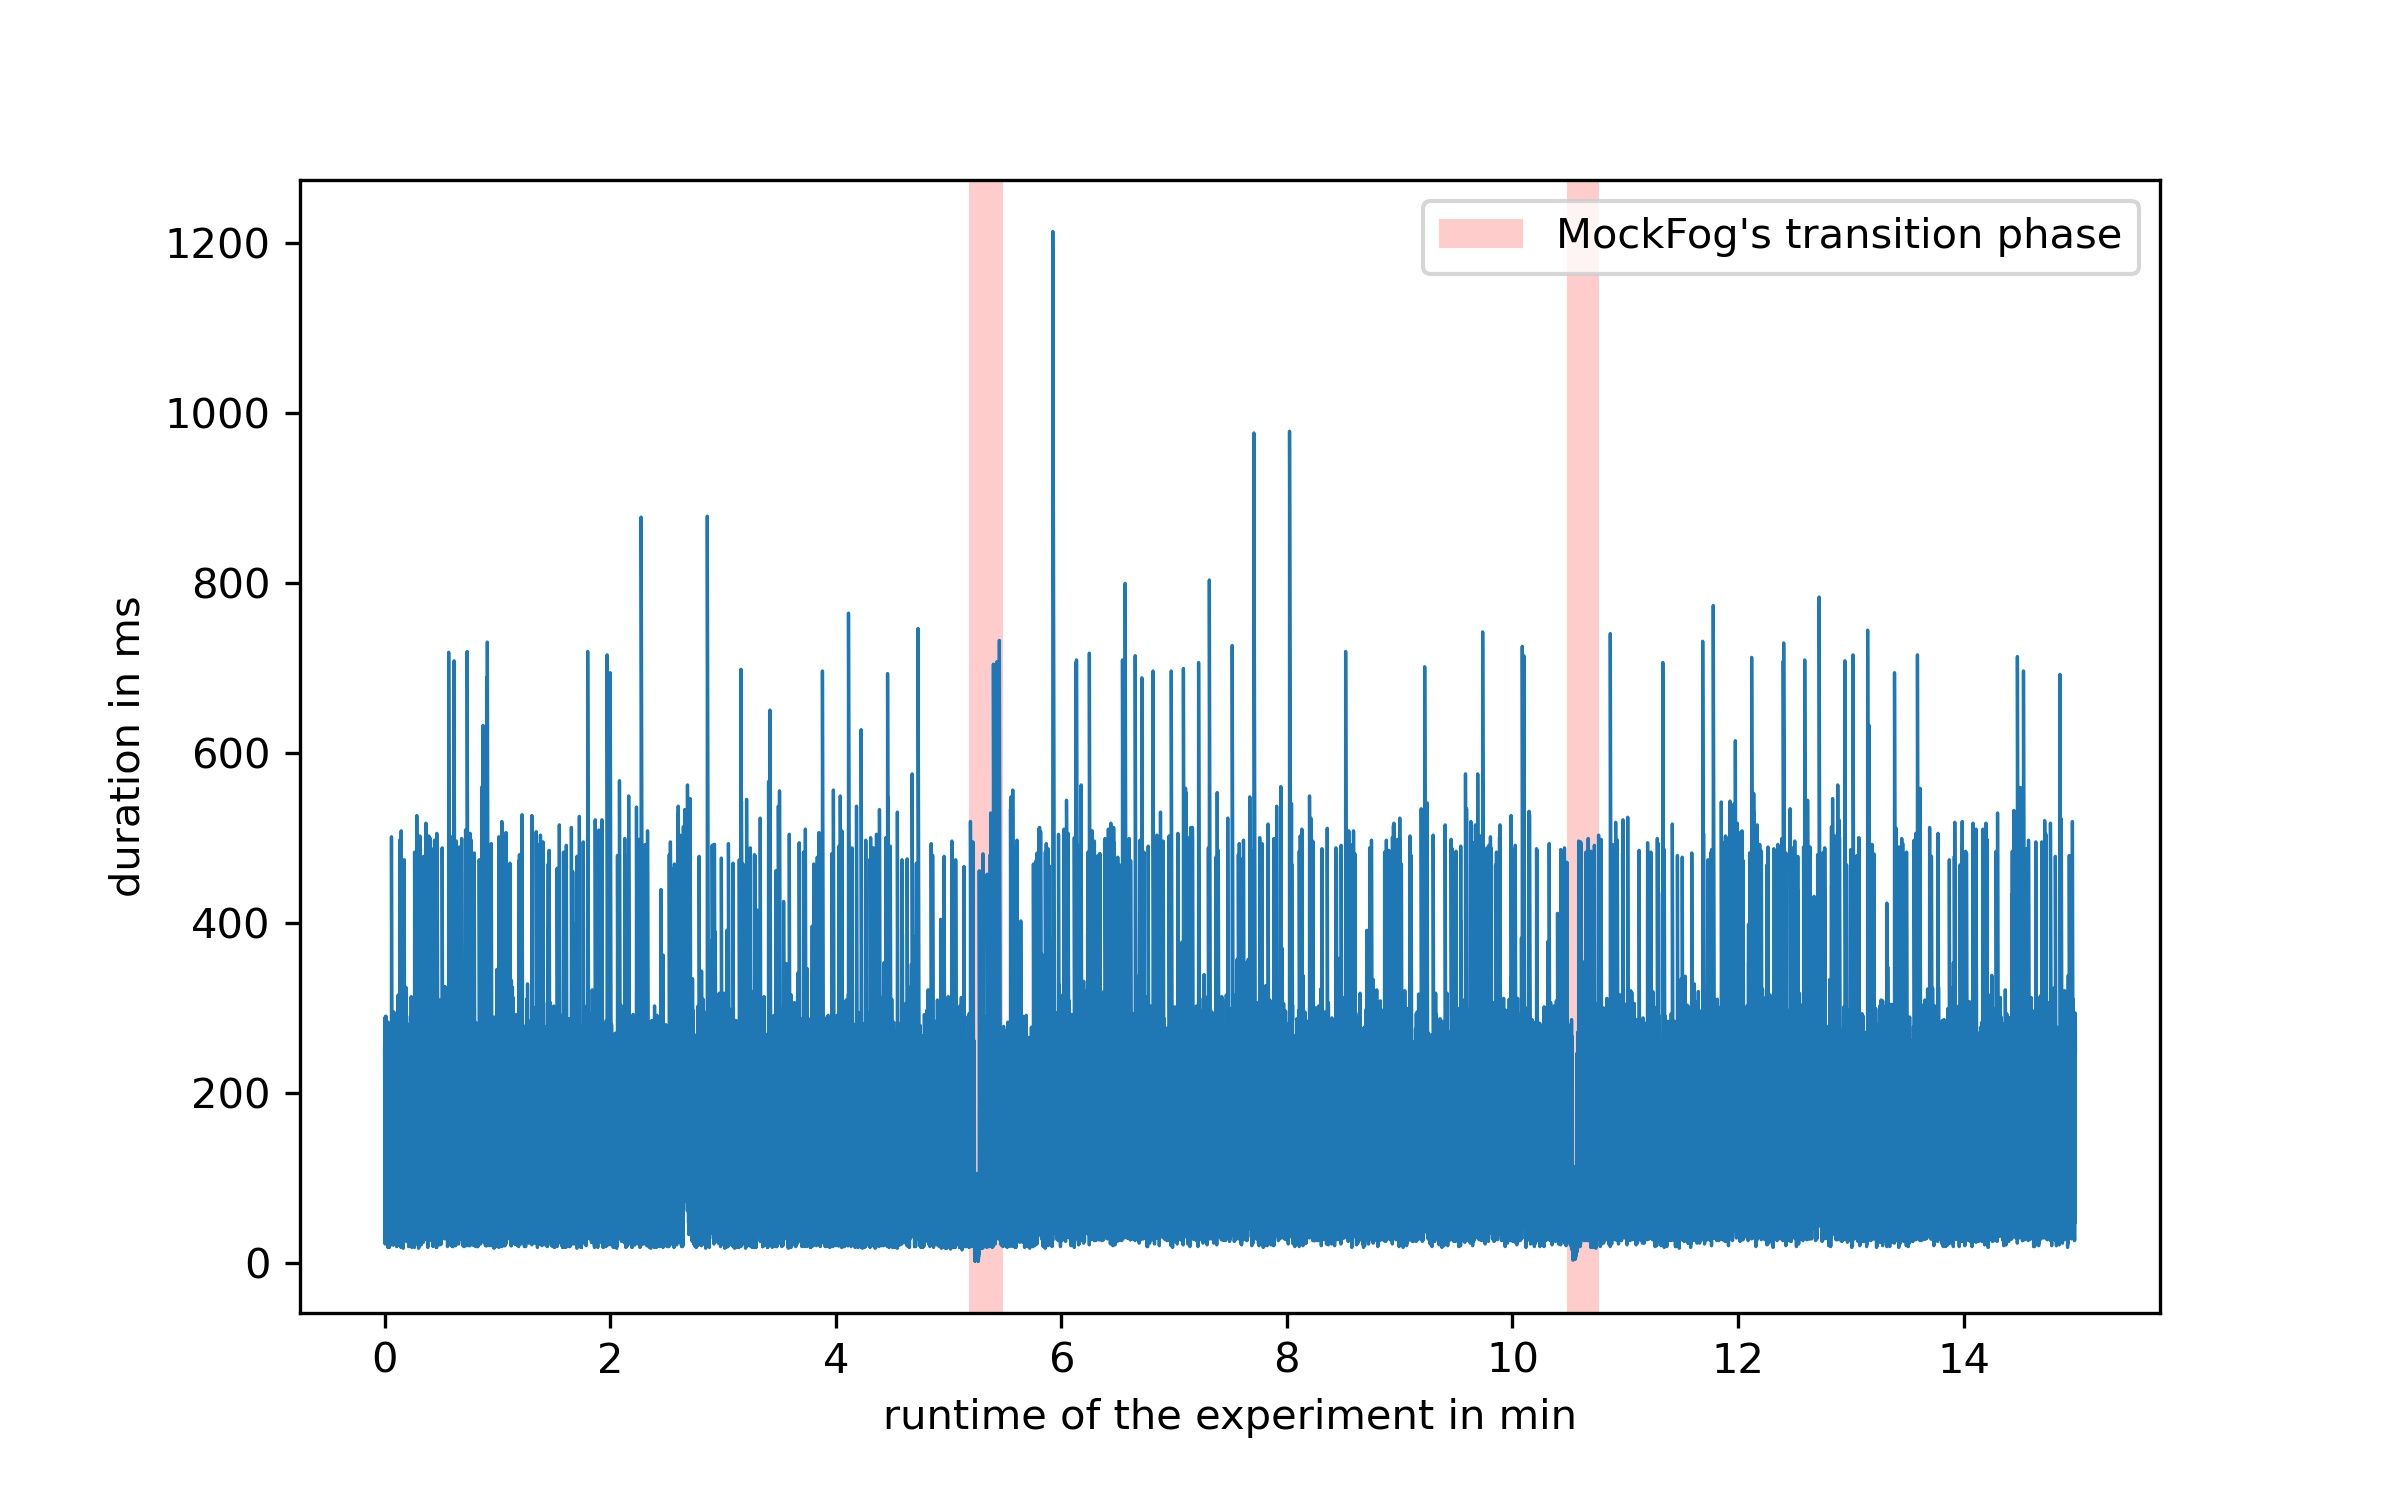 MockFog's transition phase
1200
1000
800
600
400
200
0
duration in ms
0 2 4 6 8 10 12 14
runtime of the experiment in min